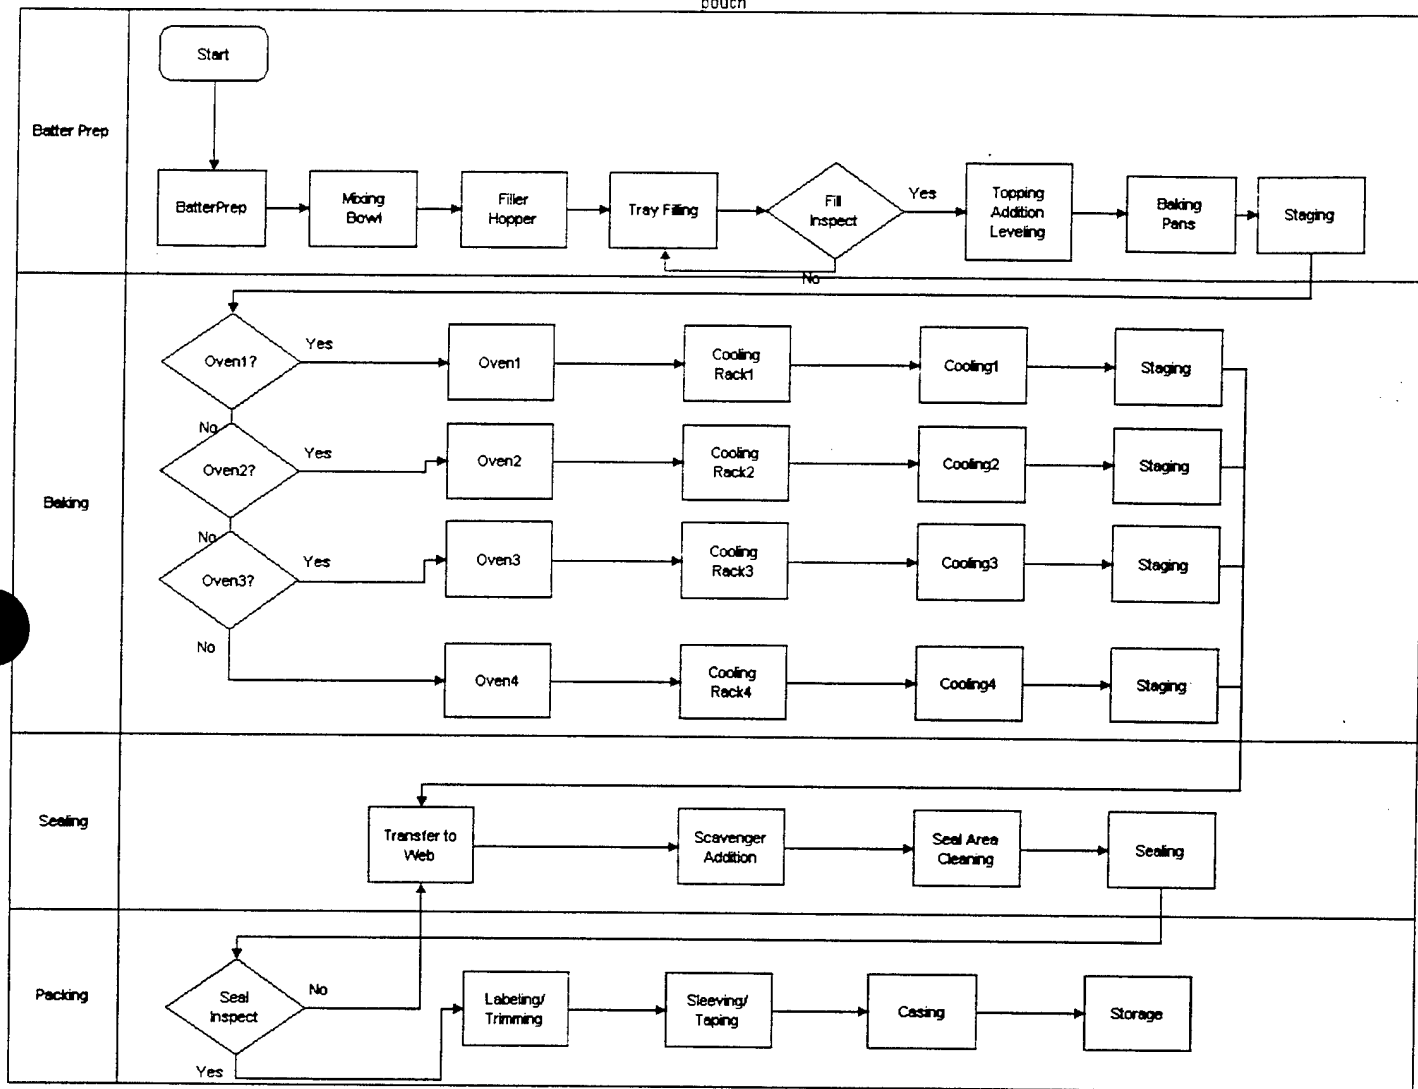 pouch
Start
Batter Prep
BatterPrep
Mixing
Bowl
Filler
Hopper
Tray Filling
Fill
Inspect
Yes
No
Topping
Addition
Leveling
Baking
Pans
Staging
Baking
Oven1?
Yes
No
Oven1
Cooling
Rack1
Cooling1
Staging
Oven2?
Yes
No
Oven2
Cooling
Rack2
Cooling2
Staging
Oven3?
Yes
No
Oven3
Cooling
Rack3
Cooling3
Staging
Oven4
Cooling
Rack4
Cooling4
Staging
Sealing
Transfer to
Web
Scavenger
Addition
Seal Area
Cleaning
Sealing
Packing
Seal
Inspect
No
Yes
Labeling/
Trimming
Sleeving/
Taping
Casing
Storage